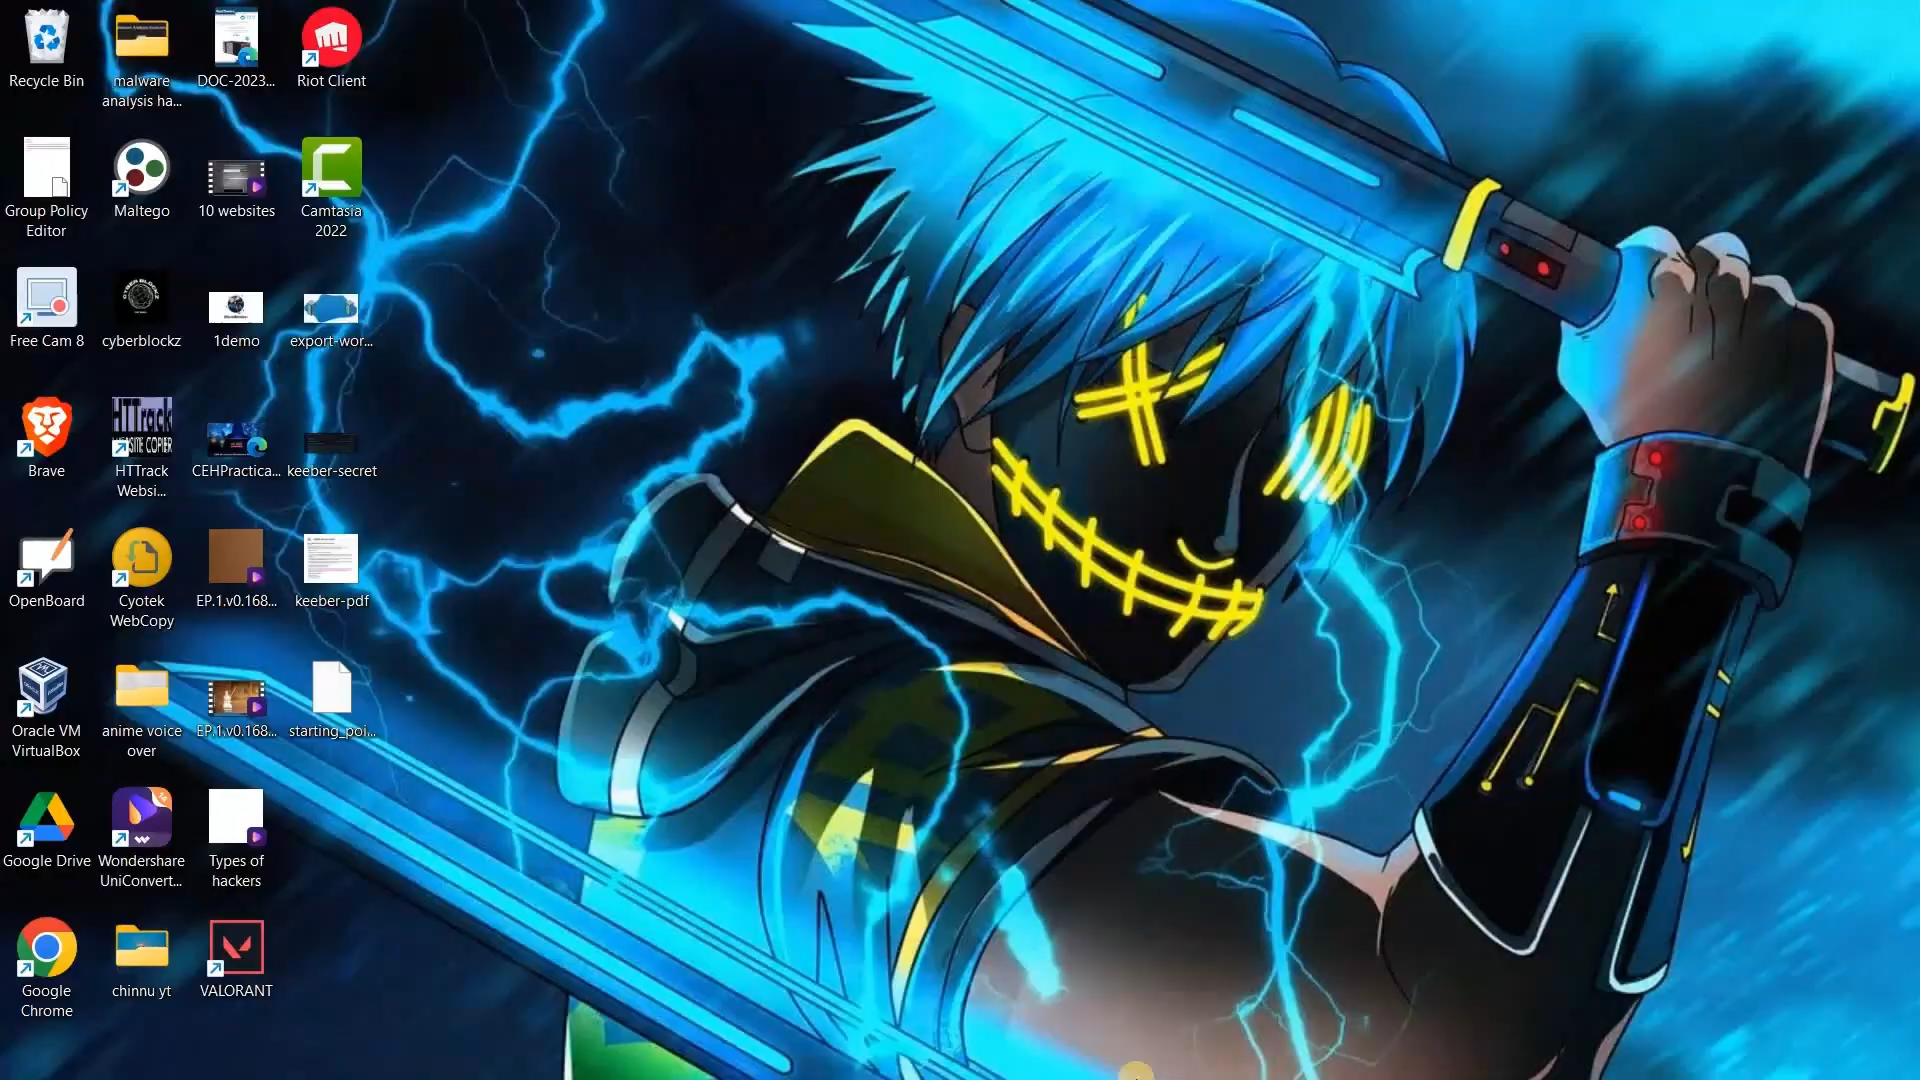 Recycle Bin
malware
analysis ha...
DOC-2023...
Riot Client
Group Policy
Editor
Maltego
10 websites
Camtasia
2022
Free Cam 8
cyberblockz
1demo
export-wor...
Brave
HTTrack
WEBSITE COPIER
HTTrack
Websi...
CEHPractica...
keeber-secret
OpenBoard
Cyotek
WebCopy
EP.1.v0.168...
keeber-pdf
Oracle VM
VirtualBox
anime voice
over
EP.1.v0.168...
starting_poi...
Google Drive
Wondershare
UniConvert...
Types of
hackers
Google
Chrome
chinnu yt
VALORANT